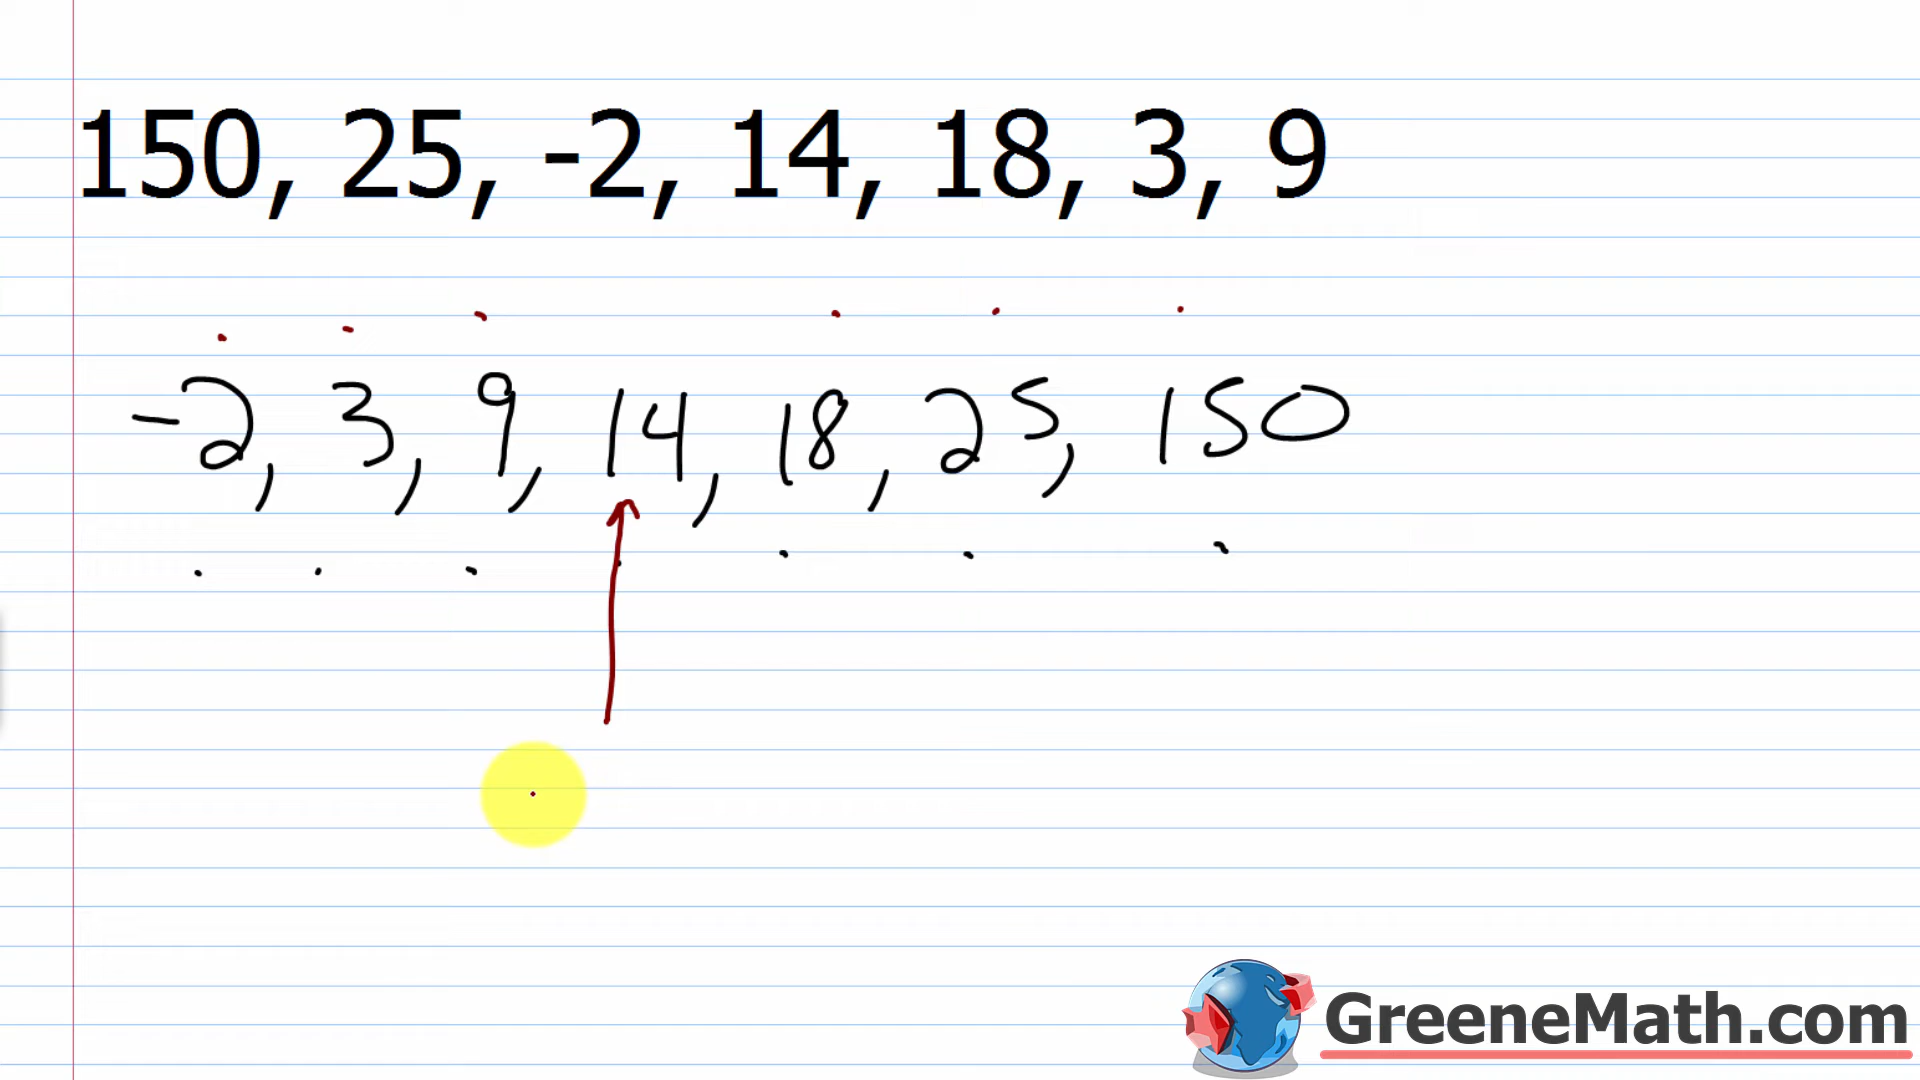 150, 25, -2, 14, 18, 3, 9
-2, 3, 9, 14, 18, 25, 150
GreeneMath.com